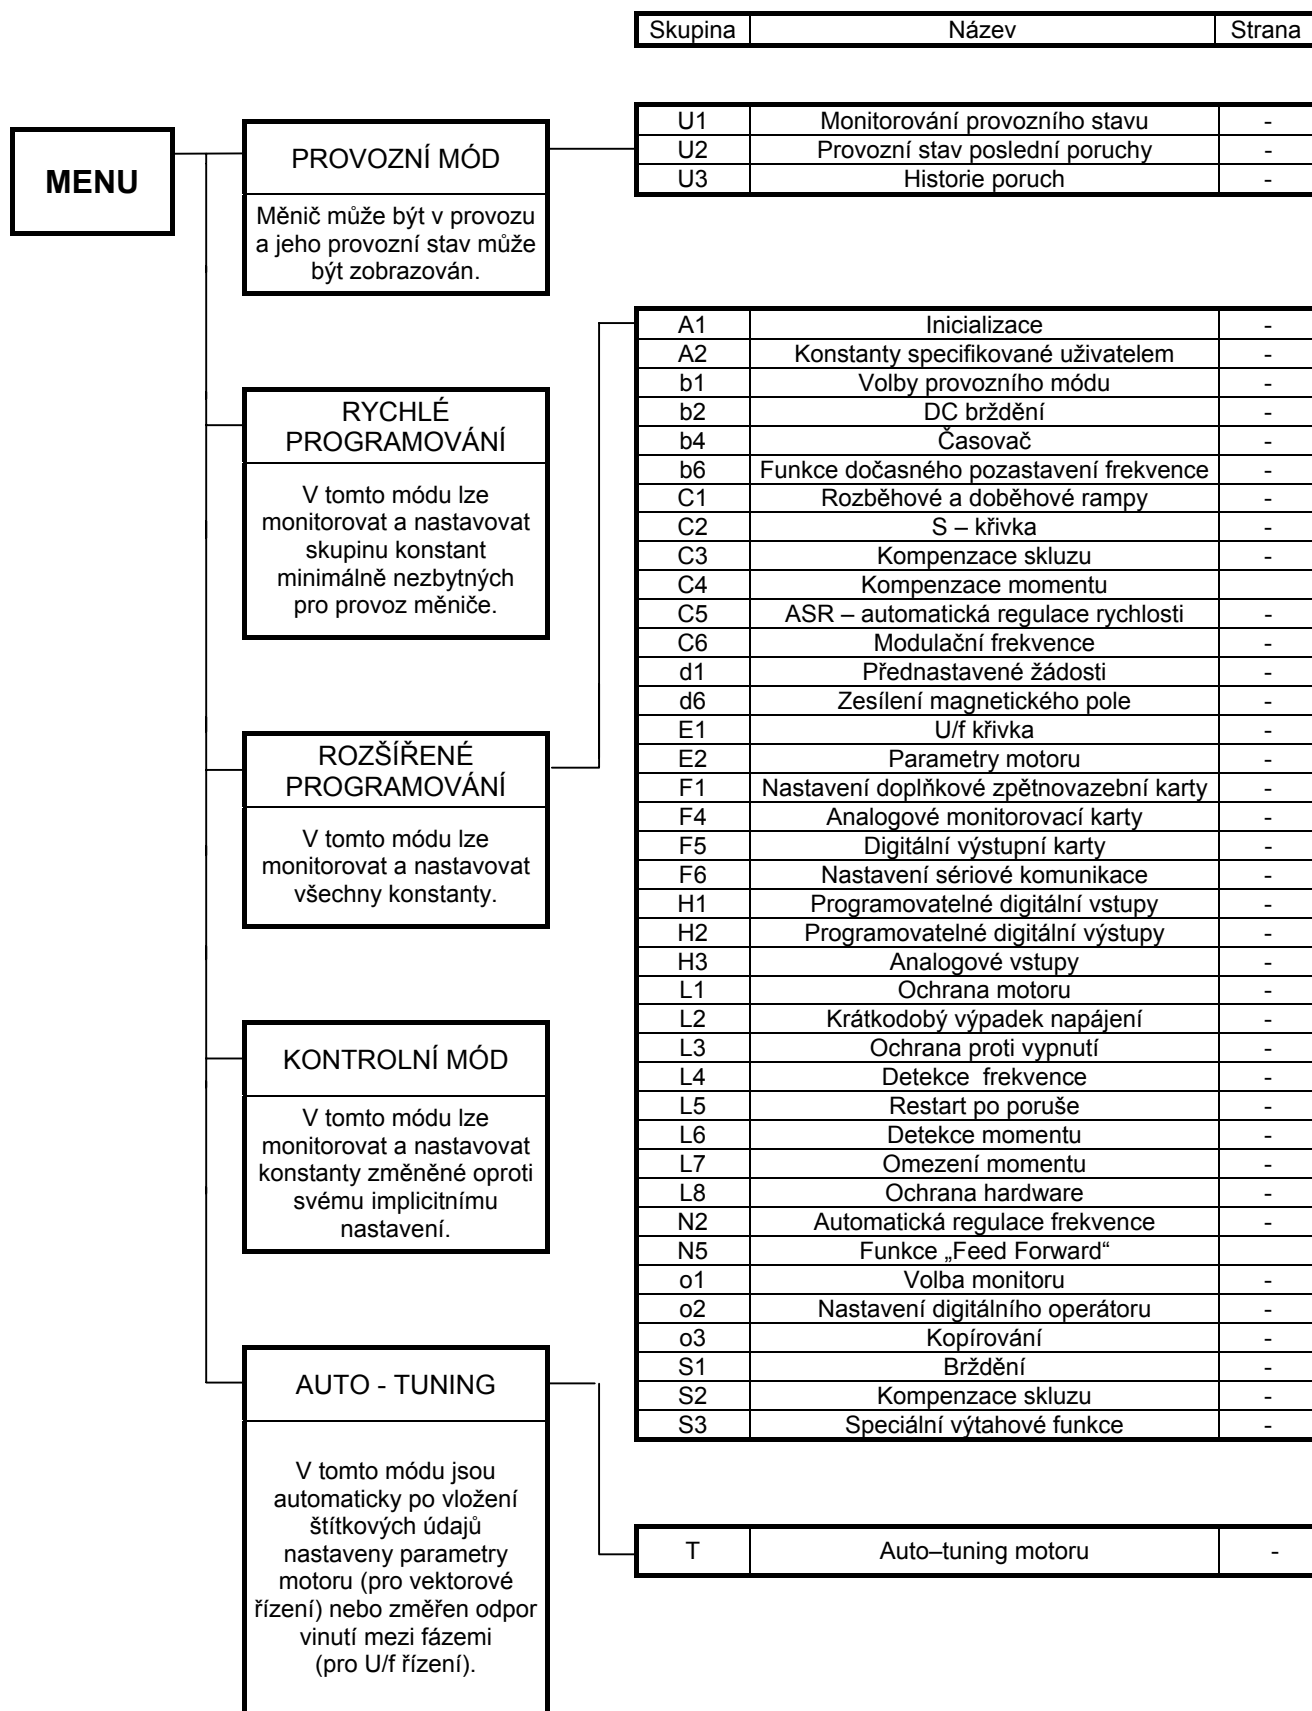 Skupina Název Strana
MENU
PROVOZNÍ MÓD
Měnič může být v provozu
a jeho provozní stav může
být zobrazován.
U1 Monitorování provozního stavu -
U2 Provozní stav poslední poruchy -
U3 Historie poruch -
RYCHLÉ
PROGRAMOVÁNÍ
V tomto módu lze
monitorovat a nastavovat
skupinu konstant
minimálně nezbytných
pro provoz měniče.
ROZŠÍŘENÉ
PROGRAMOVÁNÍ
V tomto módu lze
monitorovat a nastavovat
všechny konstanty.
A1 Inicializace -
A2 Konstanty specifikované uživatelem -
b1 Volby provozního módu -
b2 DC brždění -
b4 Časovač -
b6 Funkce dočasného pozastavení frekvence -
C1 Rozběhové a doběhové rampy -
C2 S – křivka -
C3 Kompenzace skluzu -
C4 Kompenzace momentu
C5 ASR – automatická regulace rychlosti -
C6 Modulační frekvence -
d1 Přednastavené žádosti -
d6 Zesílení magnetického pole -
E1 U/f křivka -
E2 Parametry motoru -
F1 Nastavení doplňkové zpětnovazební karty -
F4 Analogové monitorovací karty -
F5 Digitální výstupní karty -
F6 Nastavení sériové komunikace -
H1 Programovatelné digitální vstupy -
H2 Programovatelné digitální výstupy -
H3 Analogové vstupy -
L1 Ochrana motoru -
L2 Krátkodobý výpadek napájení -
L3 Ochrana proti vypnutí -
L4 Detekce  frekvence -
L5 Restart po poruše -
L6 Detekce momentu -
L7 Omezení momentu -
L8 Ochrana hardware -
N2 Automatická regulace frekvence -
N5 Funkce „Feed Forward“
o1 Volba monitoru -
o2 Nastavení digitálního operátoru -
o3 Kopírování -
S1 Brždění -
S2 Kompenzace skluzu -
S3 Speciální výtahové funkce -
KONTROLNÍ MÓD
V tomto módu lze
monitorovat a nastavovat
konstanty změněné oproti
svému implicitnímu
nastavení.
AUTO - TUNING
V tomto módu jsou
automaticky po vložení
štítkových údajů
nastaveny parametry
motoru (pro vektorové
řízení) nebo změřen odpor
vinutí mezi fázemi
(pro U/f řízení).
T Auto–tuning motoru -